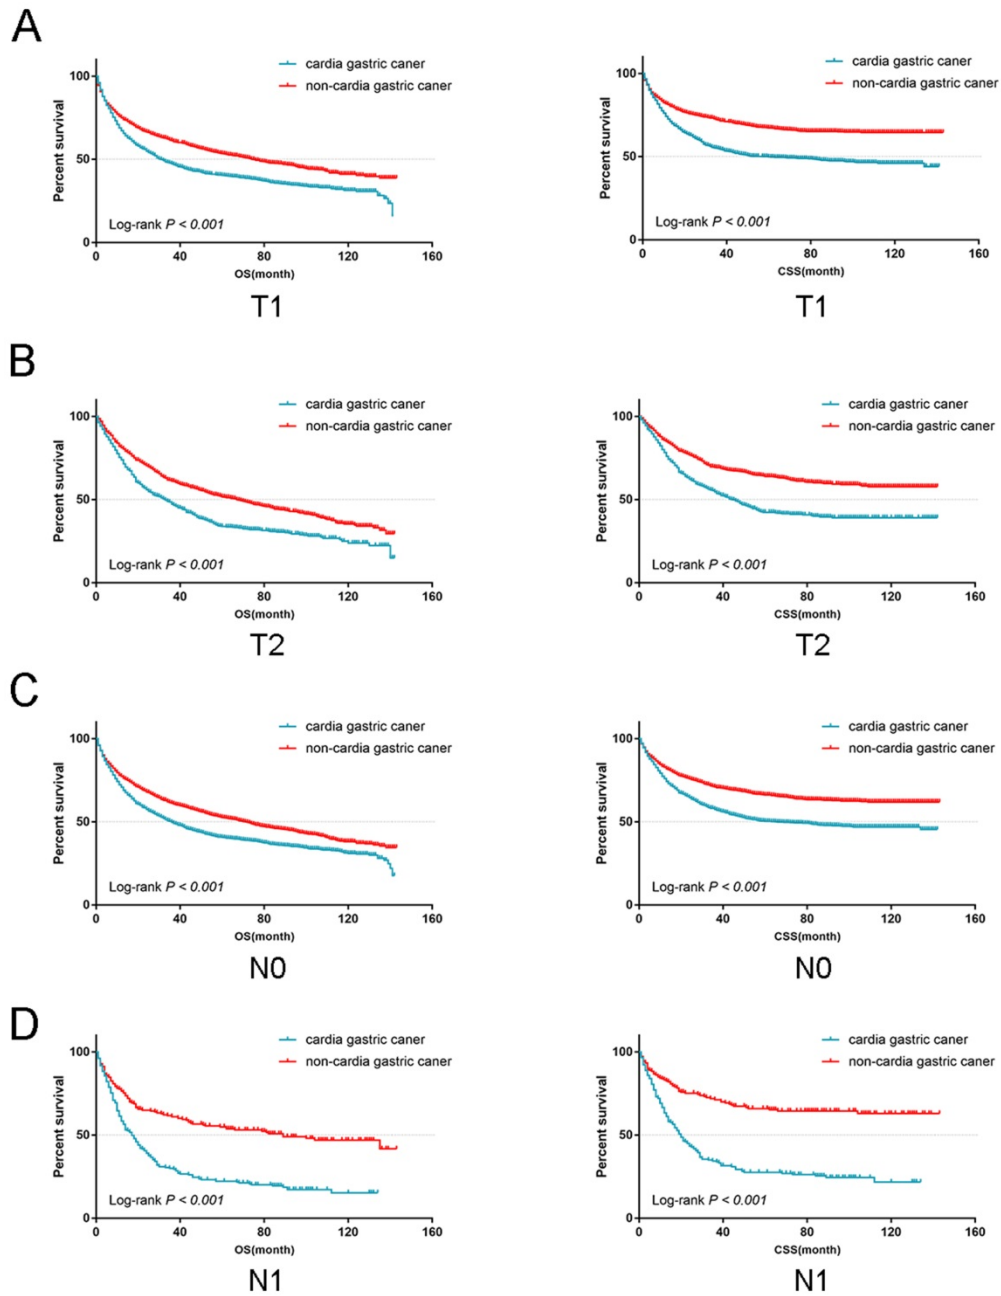 A
cardia gastric caner
non-cardia gastric caner
Percent survival
100
50
0
Log-rank P < 0.001
0 40 80 120 160
OS(month)
T1
cardia gastric caner
non-cardia gastric caner
Percent survival
100
50
0
Log-rank P < 0.001
0 40 80 120 160
CSS(month)
T1
B
cardia gastric caner
non-cardia gastric caner
Percent survival
100
50
0
Log-rank P < 0.001
0 40 80 120 160
OS(month)
T2
cardia gastric caner
non-cardia gastric caner
Percent survival
100
50
0
Log-rank P < 0.001
0 40 80 120 160
CSS(month)
T2
C
cardia gastric caner
non-cardia gastric caner
Percent survival
100
50
0
Log-rank P < 0.001
0 40 80 120 160
OS(month)
N0
cardia gastric caner
non-cardia gastric caner
Percent survival
100
50
0
Log-rank P < 0.001
0 40 80 120 160
CSS(month)
N0
D
cardia gastric caner
non-cardia gastric caner
Percent survival
100
50
0
Log-rank P < 0.001
0 40 80 120 160
OS(month)
N1
cardia gastric caner
non-cardia gastric caner
Percent survival
100
50
0
Log-rank P < 0.001
0 40 80 120 160
CSS(month)
N1